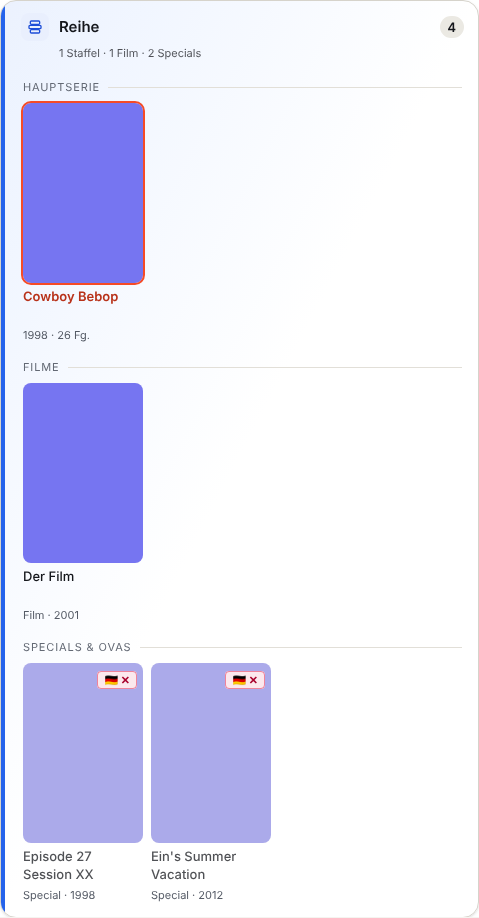 Reihe
4
1 Staffel · 1 Film · 2 Specials
HAUPTSERIE
Cowboy Bebop
1998 · 26 Fg.
FILME
Der Film
Film · 2001
SPECIALS & OVAS
🇩🇪 ✕
🇩🇪 ✕
Episode 27
Session XX
Special · 1998
Ein's Summer
Vacation
Special · 2012